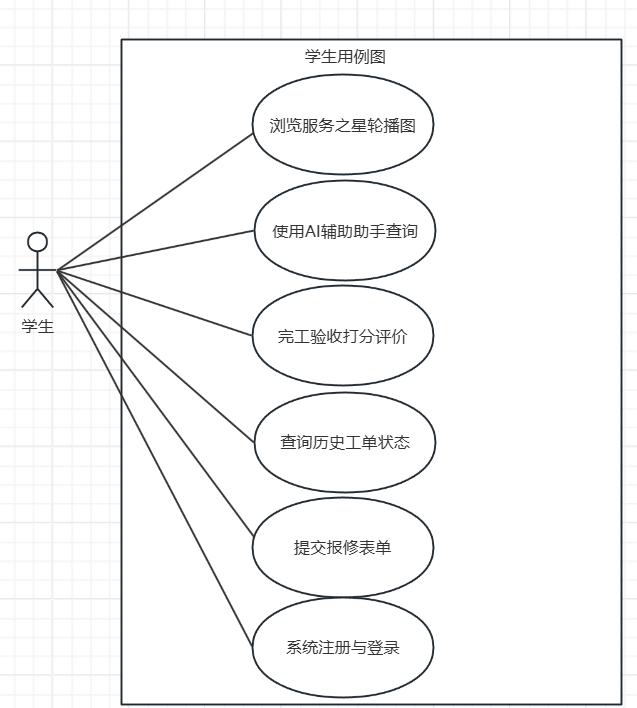 学生用例图
浏览服务之星轮播图
使用AI辅助助手查询
学生
完工验收打分评价
查询历史工单状态
提交报修表单
系统注册与登录